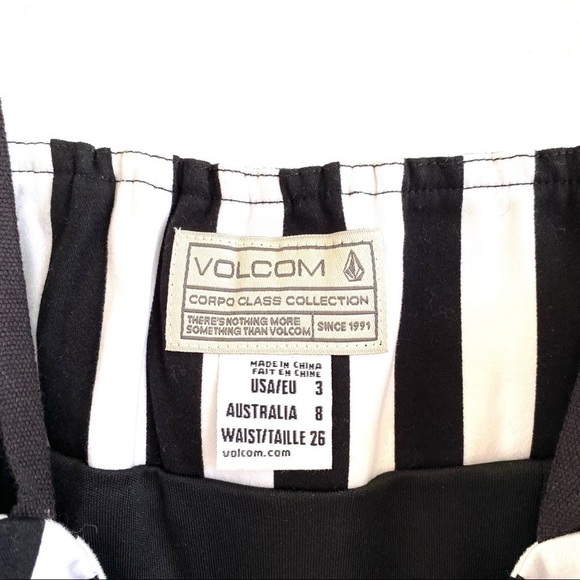 VOLCOM
CORPO CLASS COLLECTION
THERE'S NOTHING MORE
SOMETHING THAN VOLCOM
SINCE 1991
MADE IN CHINA
FAIT EN CHINE
USA/EU 3
AUSTRALIA 8
WAIST/TAILLE 26
volcom.com